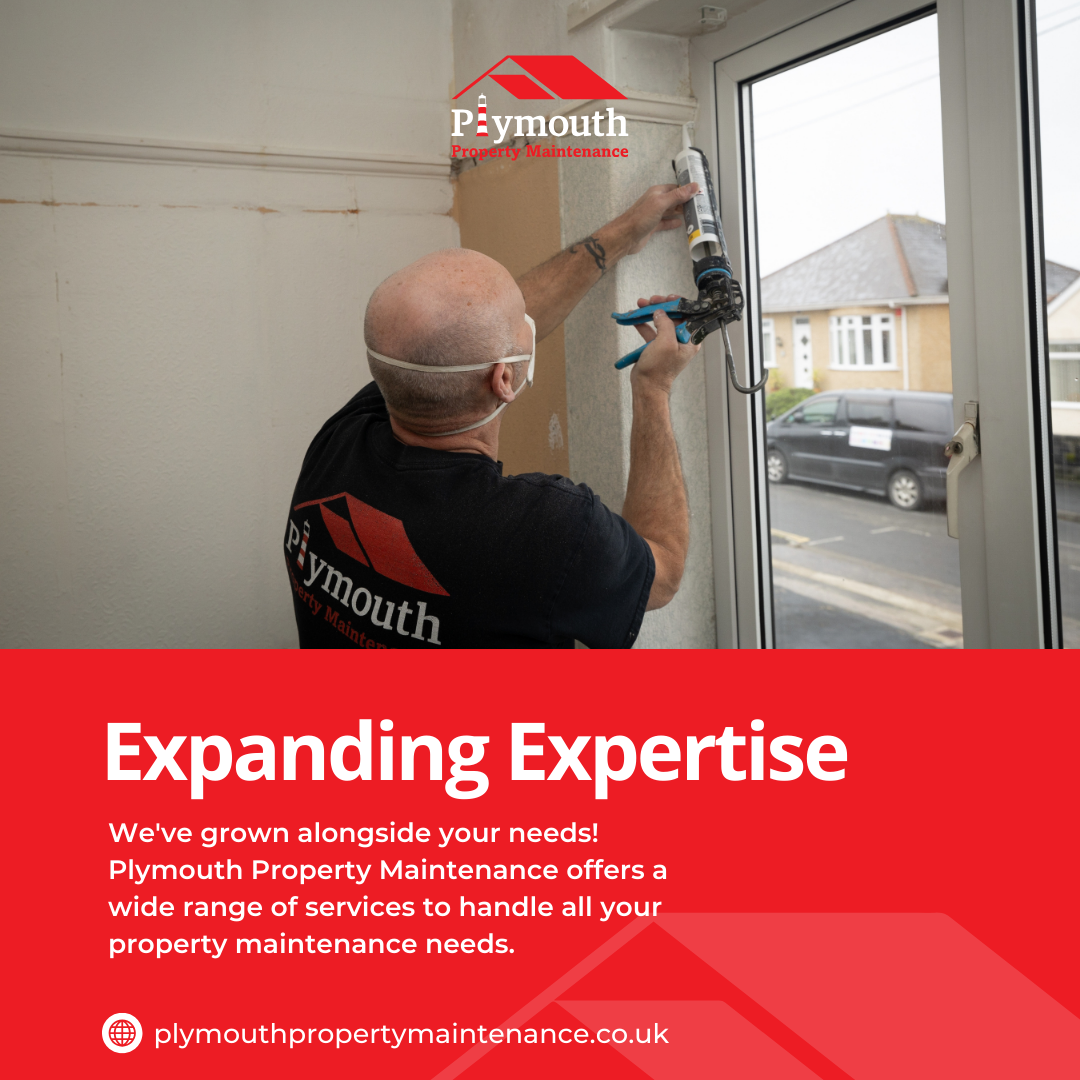 Plymouth
Property Maintenance
Plymouth
Expanding Expertise
We've grown alongside your needs!
Plymouth Property Maintenance offers a
wide range of services to handle all your
property maintenance needs.
plymouthpropertymaintenance.co.uk